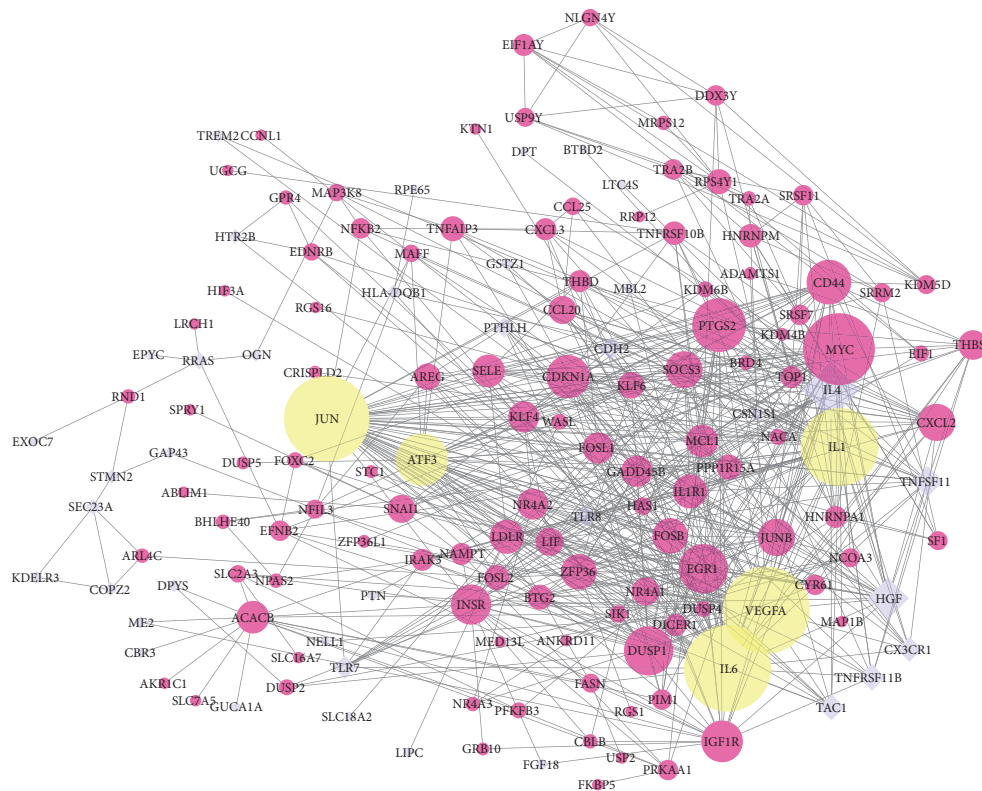 NLGN4Y
EIF1AY
DDX3Y
USP9Y
MRPS12
KTN1
TREM2
CCNL1
DPT
BTBD2
UGCG
TRA2B
RPS4Y1
LTC4S
MAP3K8
RPE65
GPR4
TRA2A
SRSF11
CCL25
RRP12
HTR2B
NFKB2
TNFAIP3
CXCL3
TNFRSF10B
HNRNPM
EDNRB
MAFF
GSTZ1
ADAMTS1
THBD
MBL2
KDM6B
CD44
SRRM2
KDM5D
HIF3A
HLA-DQB1
RGS16
CCL20
SRSF7
LRCH1
PTHLH
PTGS2
KDM4B
MYC
THBS
EPYC
RRAS
OGN
CDH2
EIF1
BRD4
CRISPLD2
AREG
SELE
CDKN1A
SOCS3
TOP1
KLF6
IL4
RND1
SPRY1
JUN
KLF4
WASL
CSN1S1
CXCL2
EXOC7
NACA
MCL1
IL1
GAP43
FOSL1
DUSP5
FOXC2
ATF3
STC1
PPP1R15A
STMN2
GADD45B
TNFSF11
ABLIM1
IL1R1
SEC23A
HAS1
NFIL3
SNAI1
NR4A2
TLR8
HNRNPA1
BHLHE40
EFNB2
ZFP36L1
LDLR
LIF
FOSB
JUNB
SF1
ARL4C
IRAK3
NAMPT
NCOA3
KDELR3
SLC2A3
NPAS2
FOSL2
ZFP36
EGR1
COPZ2
DPYS
PTN
CYR61
NR4A1
HGF
INSR
BTG2
SIK1
DUSP4
VEGFA
ME2
ACACB
DICER1
MAP1B
CBR3
NELL1
MED13L
ANKRD11
DUSP1
CX3CR1
SLC16A7
TLR7
IL6
TNFRSF11B
AKR1C1
DUSP2
FASN
SLC7A5
GUCA1A
NR4A3
PFKFB3
PIM1
TAC1
SLC18A2
RGS1
LIPC
GRB10
CBLB
IGF1R
FGF18
USP2
PRKAA1
FKBP5